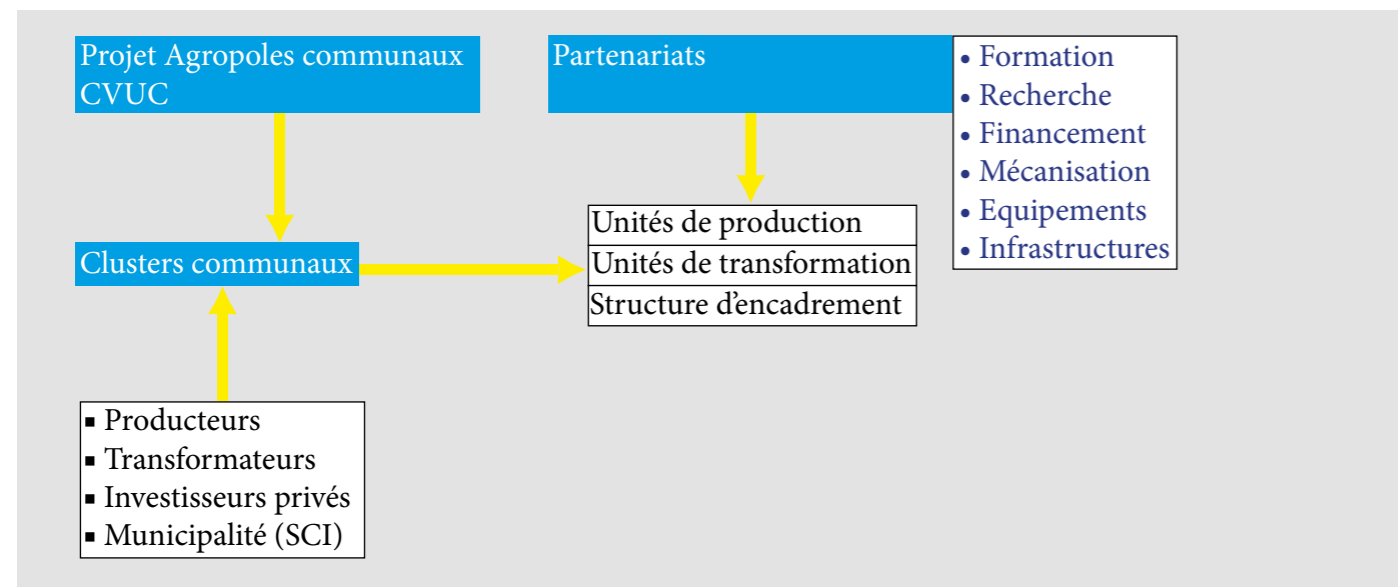 Projet Agropoles communaux
CVUC
Partenariats
• Formation
• Recherche
• Financement
• Mécanisation
• Equipements
• Infrastructures
Unités de production
Unités de transformation
Structure d'encadrement
Clusters communaux
▪ Producteurs
▪ Transformateurs
▪ Investisseurs privés
▪ Municipalité (SCI)